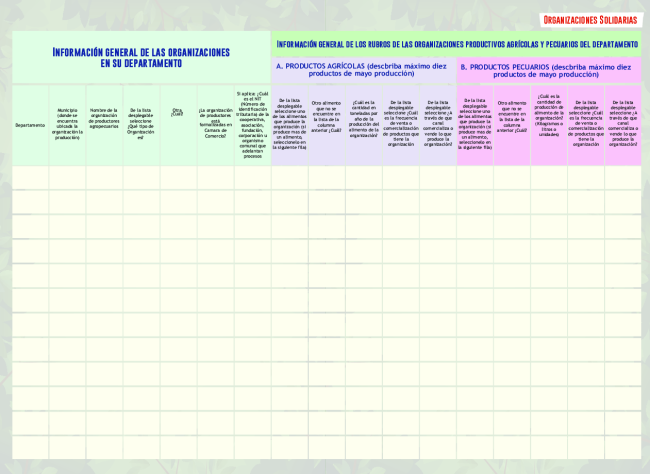 ORGANIZACIONES SOLIDARIAS
INFORMACIÓN GENERAL DE LAS ORGANIZACIONES
EN SU DEPARTAMENTO
INFORMACIÓN GENERAL DE LOS RUBROS DE LAS ORGANIZACIONES PRODUCTIVOS AGRÍCOLAS Y PECUARIOS DEL DEPARTAMENTO
A. PRODUCTOS AGRÍCOLAS (descbriba máximo diez
productos de mayo producción)
B. PRODUCTOS PECUARIOS (descbriba máximo diez
productos de mayo producción)
Departamento
Municipio
(donde se
encuentra
ubicada la
organización la
producción)
Nombre de la
organización
de productores
agropecuarios
De la lista
desplegable
seleccione
¿Qué tipo de
Organización
es?
Otra,
¿Cuál?
¿La organización
de productores
está
formalizadas en
Camara de
Comercio?
Si aplica: ¿Cuál
es el NIT
(Número de
Identificación
Tributaria) de la
cooperativa,
asociación,
fundación,
corporación u
organismo
comunal que
adelantan
procesos
De la lista
desplegable
seleccione uno
de los alimentos
que produce la
organización (si
produce mas de
un alimento,
selecciónelo en
la siguiente fila)
Otro alimento
que no se
encuentre en
la lista de la
columna
anterior ¿Cuál?
¿Cuál es la
cantidad en
toneladas por
año de la
producción del
alimento de la
organización?
De la lista
desplegable
seleccione ¿Cuál
es la frecuencia
de venta o
comercialización
de productos que
tiene la
organización
De la lista
desplegable
seleccione ¿A
través de que
canal
comercializa o
vende lo que
produce la
organización?
De la lista
desplegable
seleccione uno
de los alimentos
que produce la
organización (si
produce mas de
un alimento,
selecciónelo en
la siguiente fila)
Otro alimento
que no se
encuentre en
la lista de la
columna
anterior ¿Cuál?
¿Cuál es la
cantidad de
producción de
alimento de la
organización?
(Kilogramos o
litros o
unidades)
De la lista
desplegable
seleccione ¿Cuál
es la frecuencia
de venta o
comercialización
de productos que
tiene la
organización
De la lista
desplegable
seleccione ¿A
través de que
canal
comercializa o
vende lo que
produce la
organización?